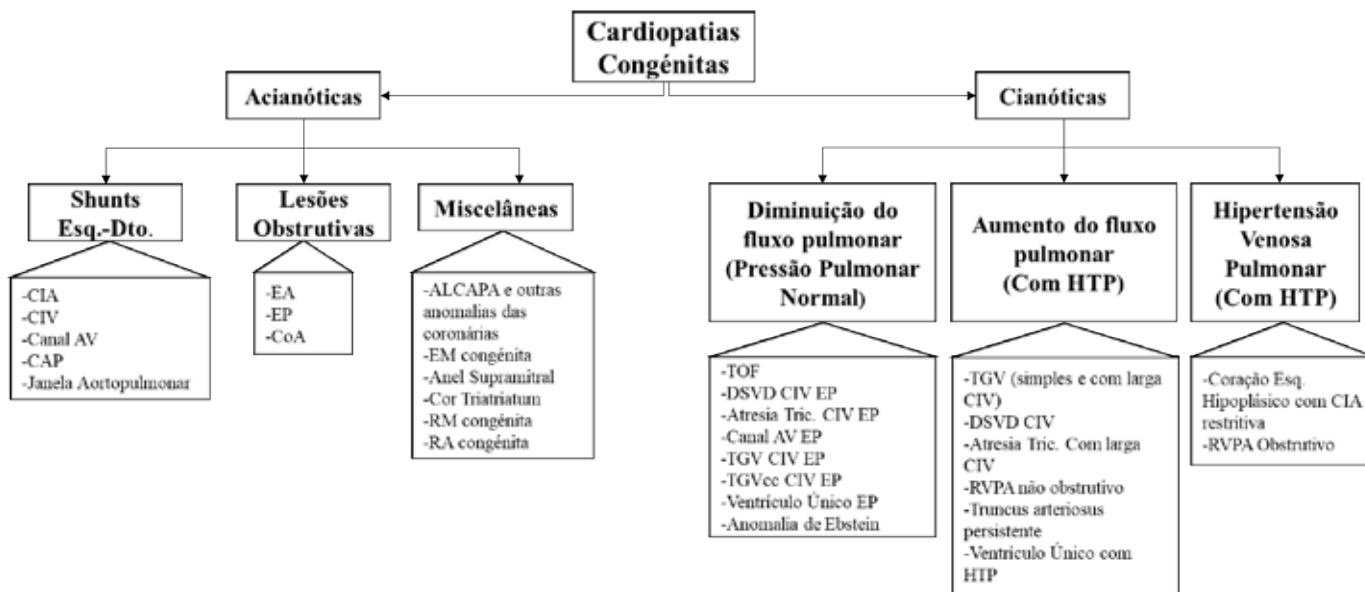 Cardiopatias
Congénitas
Acianóticas
Cianóticas
Shunts
Esq.-Dto.
-CIA
-CIV
-Canal AV
-CAP
-Janela Aortopulmonar
Lesões
Obstrutivas
-EA
-EP
-CoA
Miscelâneas
-ALCAPA e outras
anomalias das
coronárias
-EM congénita
-Anel Supramitral
-Cor Triatriatum
-RM congénita
-RA congénita
Diminuição do
fluxo pulmonar
(Pressão Pulmonar
Normal)
-TOF
-DSVD CIV EP
-Atresia Tric. CIV EP
-Canal AV EP
-TGV CIV EP
-TGVcc CIV EP
-Ventrículo Único EP
-Anomalia de Ebstein
Aumento do fluxo
pulmonar
(Com HTP)
-TGV (simples e com larga
CIV)
-DSVD CIV
-Atresia Tric. Com larga
CIV
-RVPA não obstrutivo
-Truncus arteriosus
persistente
-Ventrículo Único com
HTP
Hipertensão
Venosa
Pulmonar
(Com HTP)
-Coração Esq.
Hipoplásico com CIA
restritiva
-RVPA Obstrutivo